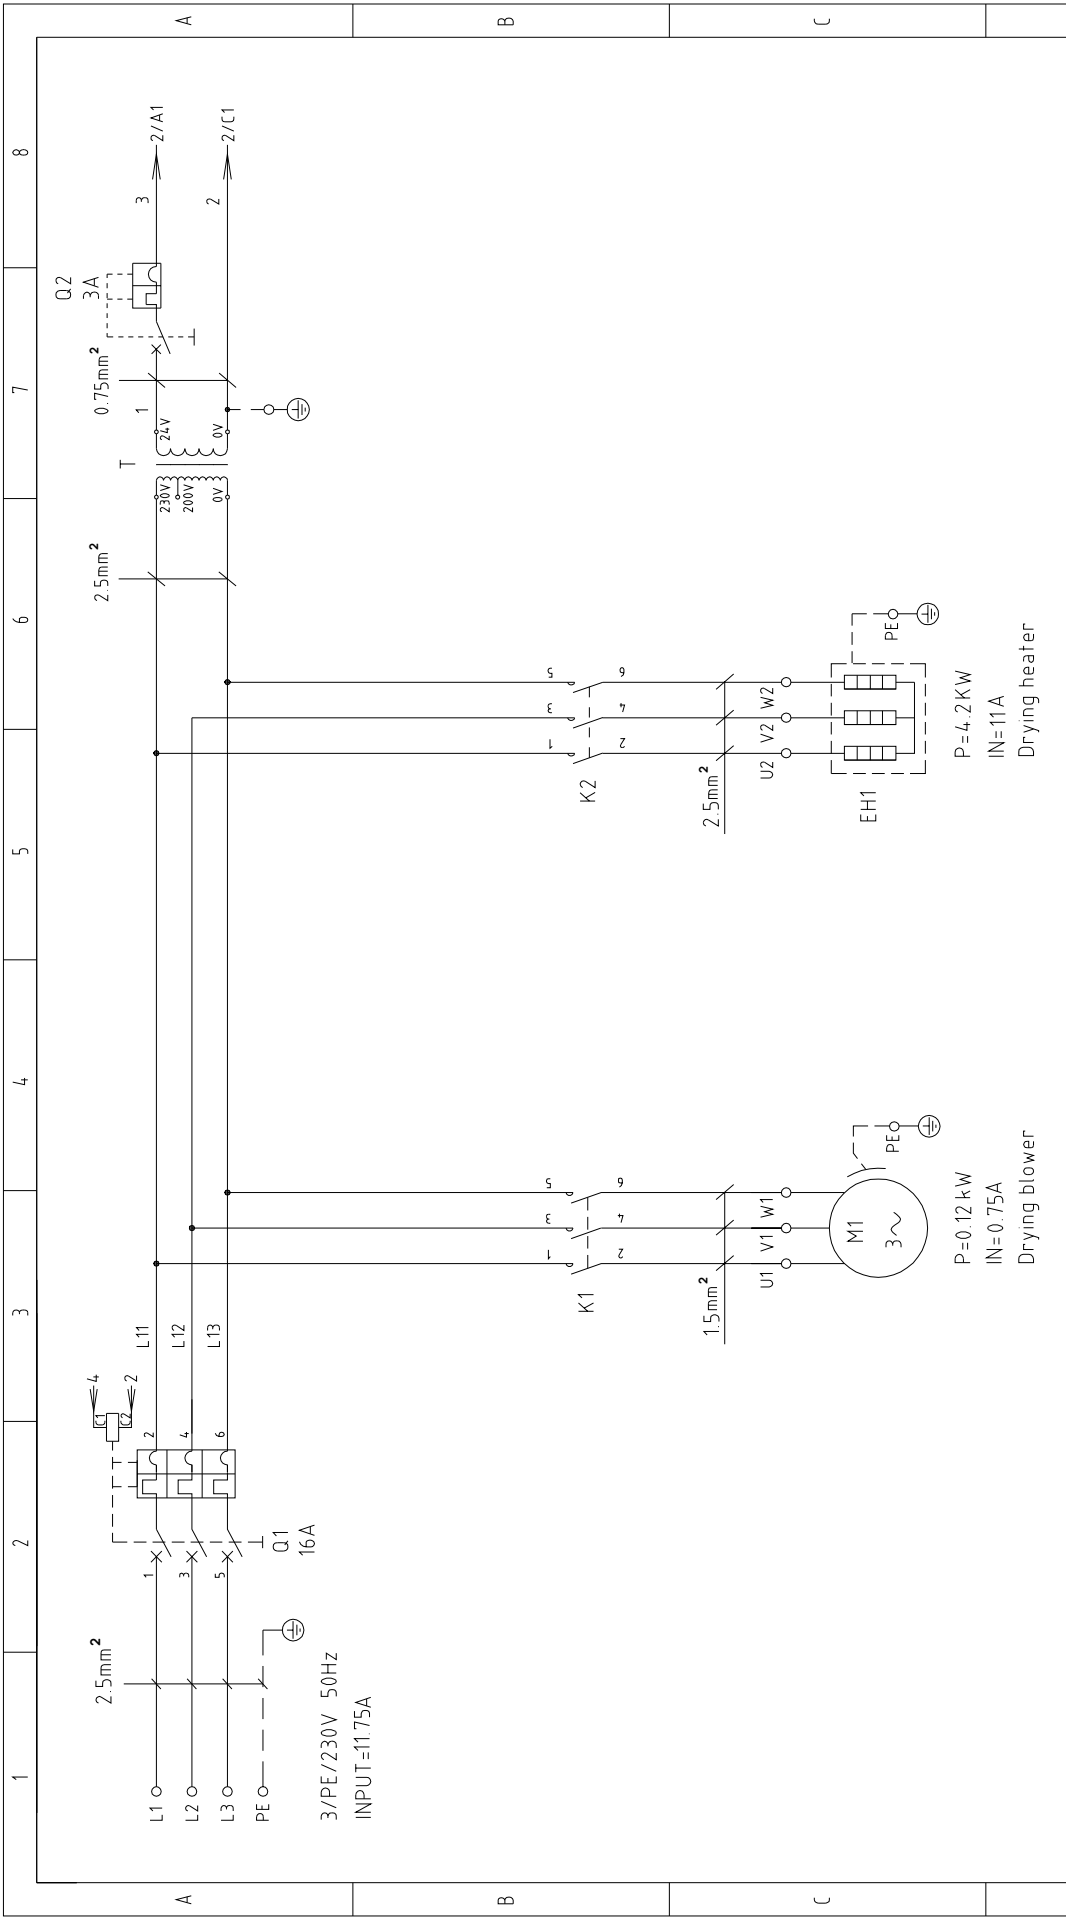 1
2
3
4
5
6
7
8
A
A
B
B
C
C
L1
L2
L3
PE
2.5mm²
3/PE/230V 50Hz
INPUT=11.75A
1
3
5
Q1
16A
2
4
6
C1
C2
4
2
L11
L12
L13
1
3
5
2
4
6
K1
1.5mm²
U1
V1
W1
M1
3~
PE
P=0.12kW
IN=0.75A
Drying blower
1
3
5
2
4
6
K2
2.5mm²
U2
V2
W2
EH1
PE
P=4.2KW
IN=11A
Drying heater
2.5mm²
230V
200V
0V
T
24V
0V
1
0.75mm²
Q2
3A
3
2
2/A1
2/C1